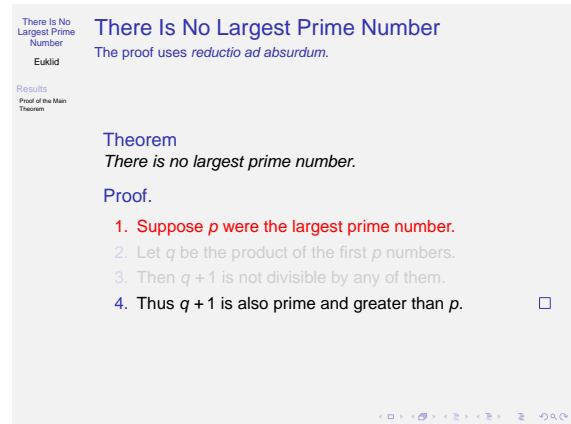 There Is No
Largest Prime
Number
Euklid
Results
Proof of the Main
Theorem
There Is No Largest Prime Number
The proof uses reductio ad absurdum.
Theorem
There is no largest prime number.
Proof.
1. Suppose p were the largest prime number.
2. Let q be the product of the first p numbers.
3. Then q + 1 is not divisible by any of them.
4. Thus q + 1 is also prime and greater than p.